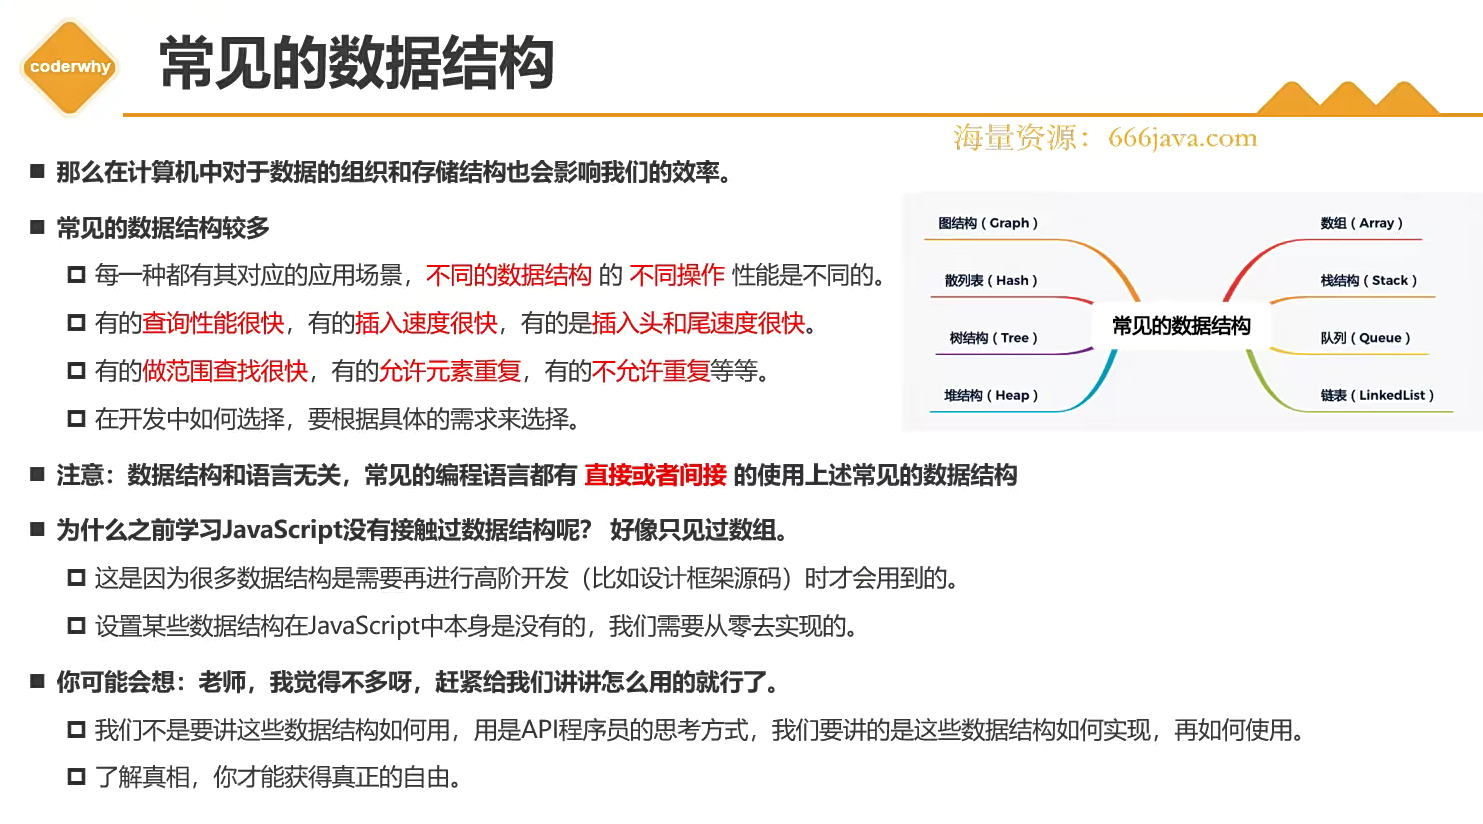 coderwhy
常见的数据结构
海量资源：666java.com
那么在计算机中对于数据的组织和存储结构也会影响我们的效率。
常见的数据结构较多
每一种都有其对应的应用场景，不同的数据结构 的 不同操作 性能是不同的。
有的查询性能很快，有的插入速度很快，有的是插入头和尾速度很快。
有的做范围查找很快，有的允许元素重复，有的不允许重复等等。
在开发中如何选择，要根据具体的需求来选择。
图结构（Graph）
散列表（Hash）
树结构（Tree）
堆结构（Heap）
常见的数据结构
数组（Array）
栈结构（Stack）
队列（Queue）
链表（LinkedList）
注意：数据结构和语言无关，常见的编程语言都有 直接或者间接 的使用上述常见的数据结构
为什么之前学习JavaScript没有接触过数据结构呢？ 好像只见过数组。
这是因为很多数据结构是需要再进行高阶开发（比如设计框架源码）时才会用到的。
设置某些数据结构在JavaScript中本身是没有的，我们需要从零去实现的。
你可能会想：老师，我觉得不多呀，赶紧给我们讲讲怎么用的就行了。
我们不是要讲这些数据结构如何用，用是API程序员的思考方式，我们要讲的是这些数据结构如何实现，再如何使用。
了解真相，你才能获得真正的自由。